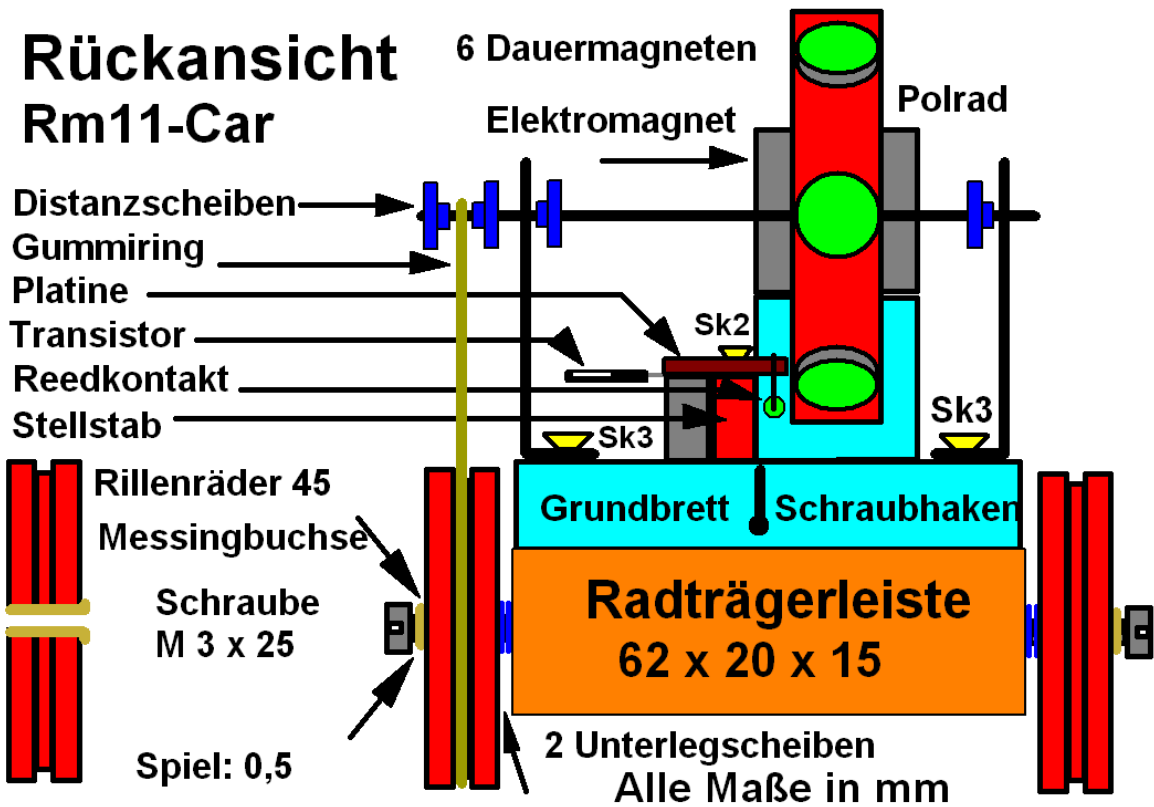 Rückansicht
Rm11-Car
6 Dauermagneten
Polrad
Elektromagnet
Distanzscheiben
Gummiring
Platine
Transistor
Reedkontakt
Stellstab
Sk2
Sk3
Sk3
Rillenräder 45
Messingbuchse
Schraube
M 3 x 25
Spiel: 0,5
Grundbrett
Schraubhaken
Radträgerleiste
62 x 20 x 15
2 Unterlegscheiben
Alle Maße in mm